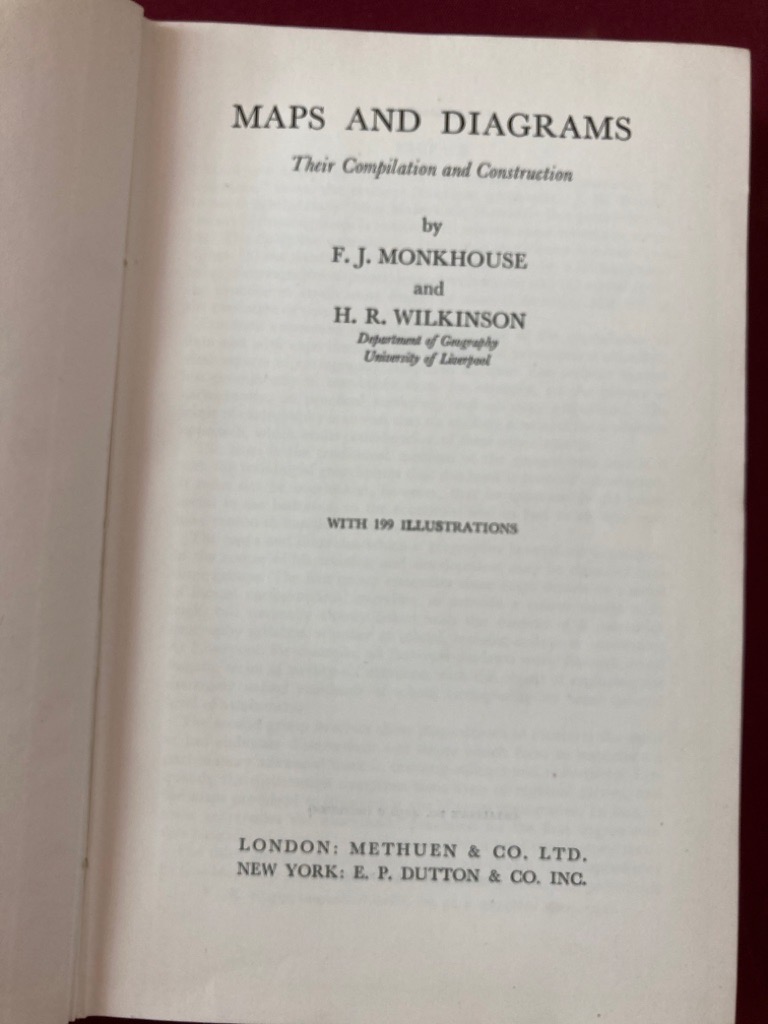 MAPS AND DIAGRAMS
Their Compilation and Construction
by
F. J. MONKHOUSE
and
H. R. WILKINSON
Department of Geography
University of Liverpool
WITH 199 ILLUSTRATIONS
LONDON: METHUEN & CO. LTD.
NEW YORK: E. P. DUTTON & CO. INC.